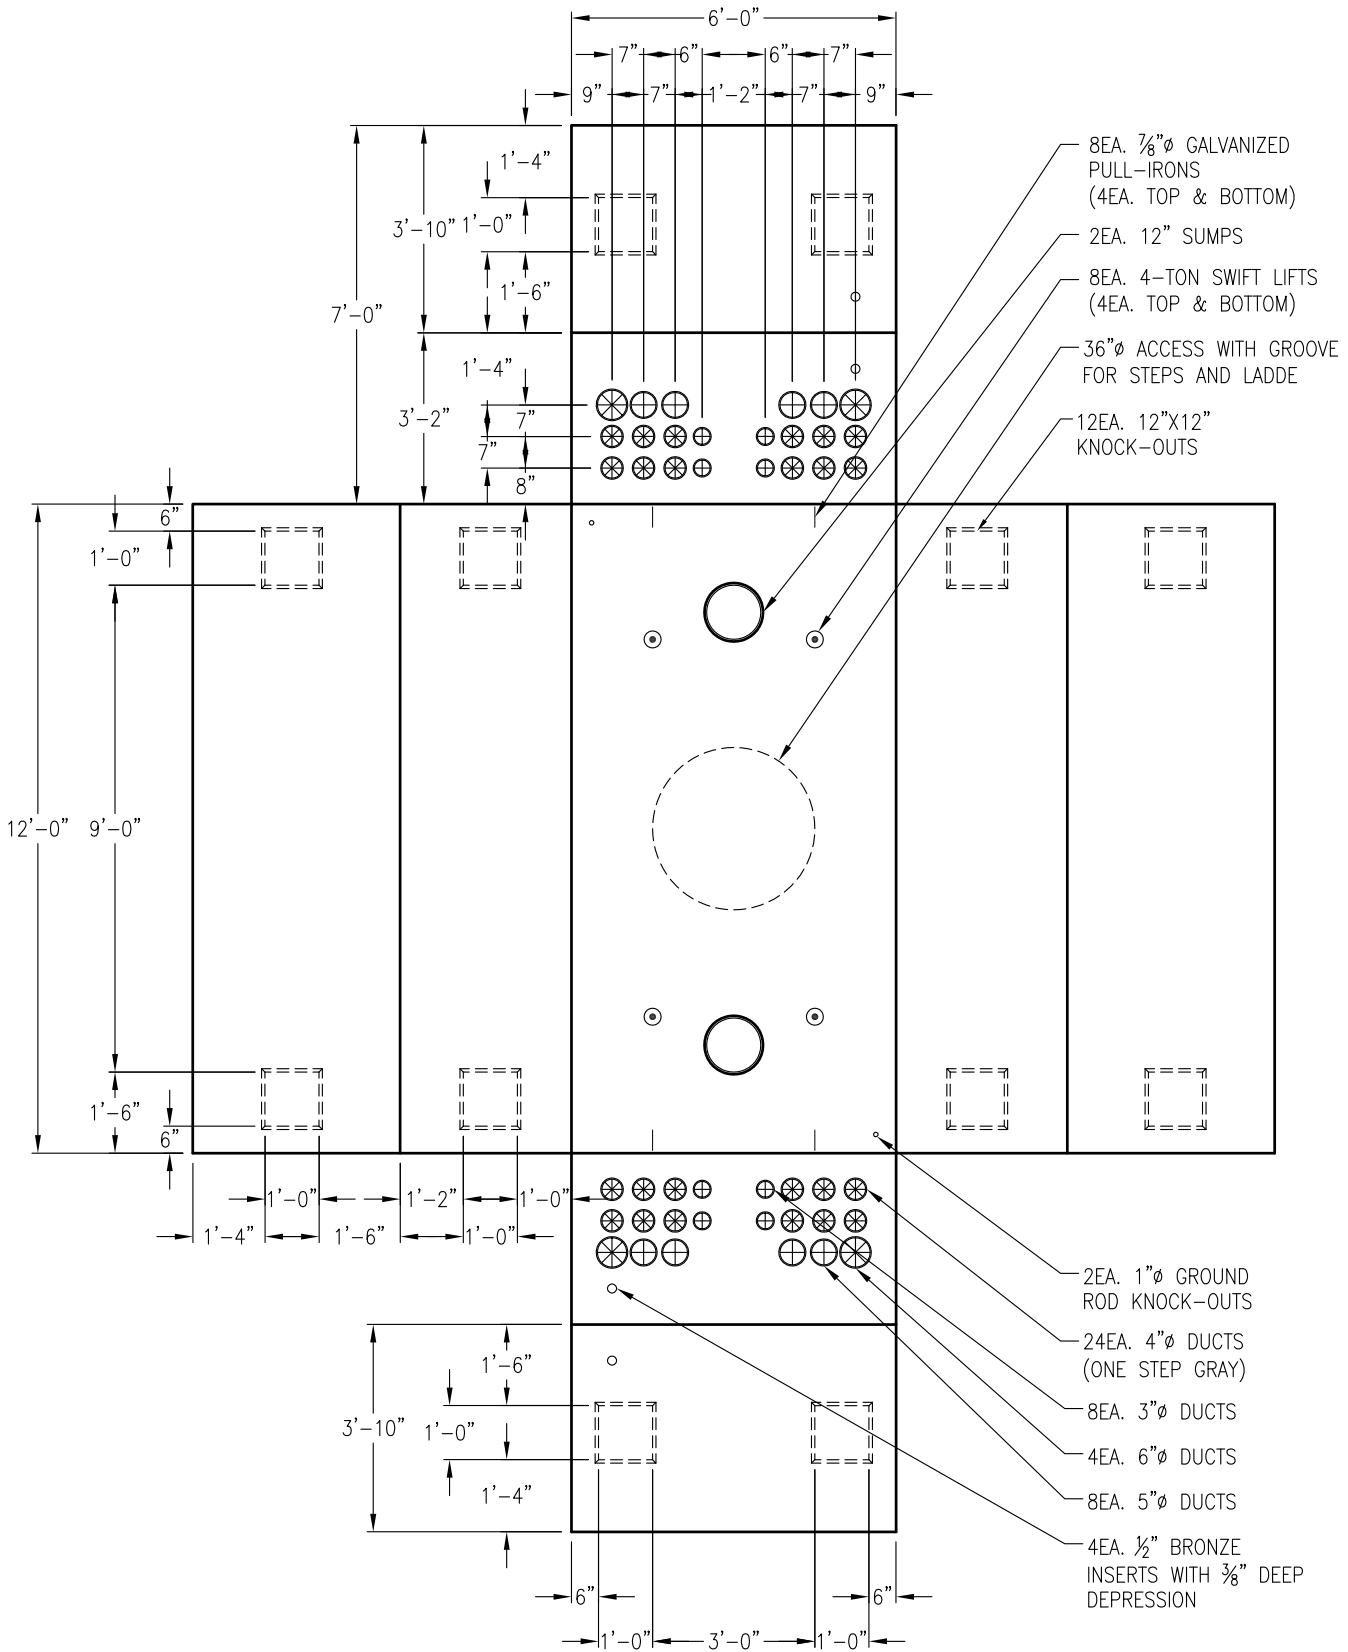 6'-0"
7" 6" 6" 7"
9" 7" 1'-2" 7" 9"
1'-4"
3'-10" 1'-0"
1'-6"
7'-0"
1'-4"
7"
3'-2"
7"
8"
6"
1'-0"
12'-0" 9'-0"
1'-6"
6"
1'-0" 1'-2" 1'-0"
1'-4" 1'-6" 1'-0"
1'-6"
3'-10" 1'-0"
1'-4"
6" 6"
1'-0" 3'-0" 1'-0"
8EA. ⅞"ø GALVANIZED
PULL-IRONS
(4EA. TOP & BOTTOM)
2EA. 12" SUMPS
8EA. 4-TON SWIFT LIFTS
(4EA. TOP & BOTTOM)
36"ø ACCESS WITH GROOVE
FOR STEPS AND LADDE
12EA. 12"X12"
KNOCK-OUTS
2EA. 1"ø GROUND
ROD KNOCK-OUTS
24EA. 4"ø DUCTS
(ONE STEP GRAY)
8EA. 3"ø DUCTS
4EA. 6"ø DUCTS
8EA. 5"ø DUCTS
4EA. ½" BRONZE
INSERTS WITH ⅜" DEEP
DEPRESSION